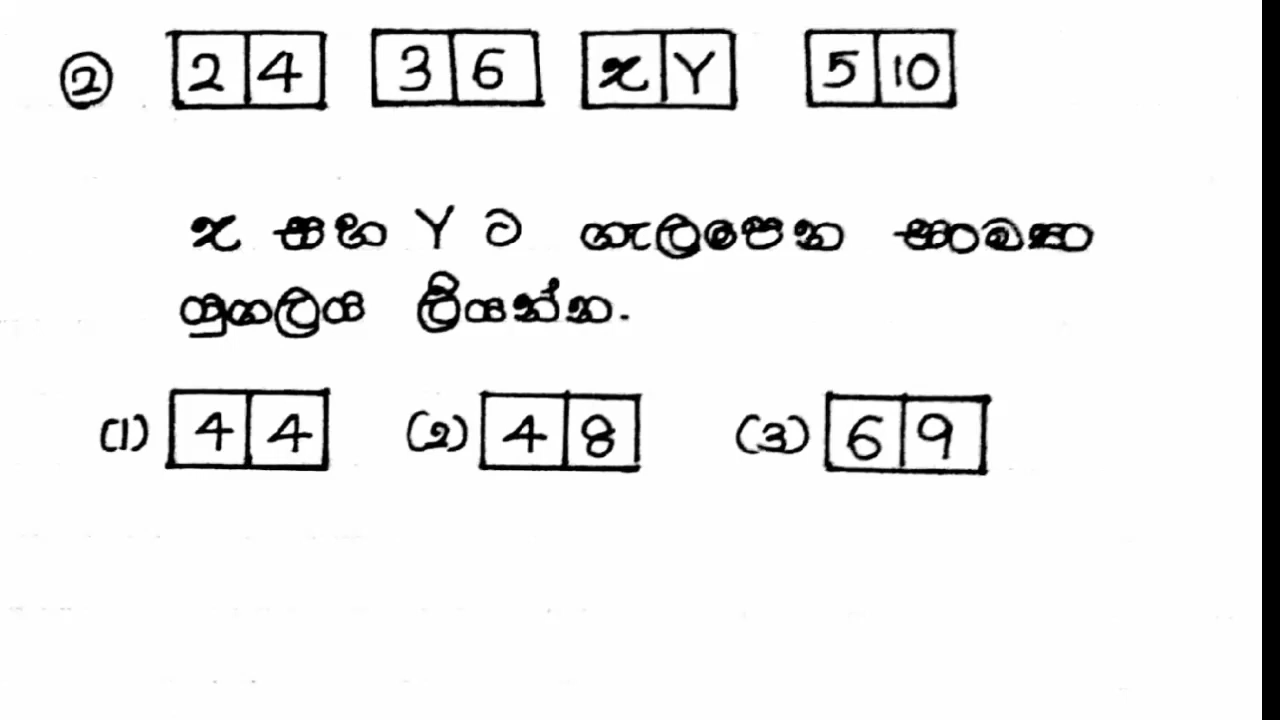 ② 2 4 3 6 x Y 5 10
x සහ Y ට ගැලපෙන සංඛ්‍යා
යුගලය ලියන්න.
(1) 4 4 (2) 4 8 (3) 6 9